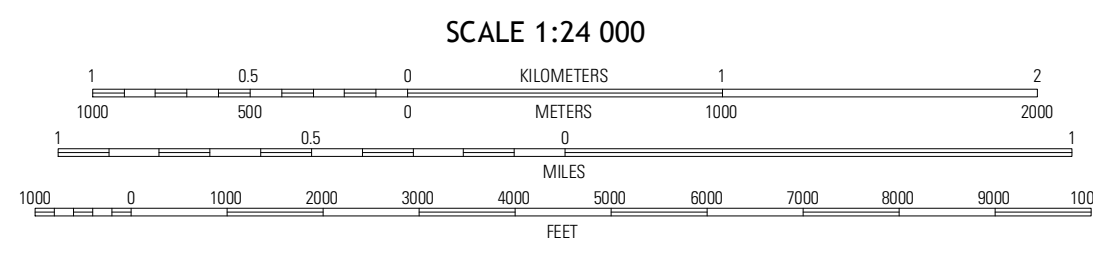 SCALE 1:24 000
1 0.5 0 KILOMETERS 1 2
1000 500 0 METERS 1000 2000
1 0.5 0 1
MILES
1000 0 1000 2000 3000 4000 5000 6000 7000 8000 9000 100
FEET